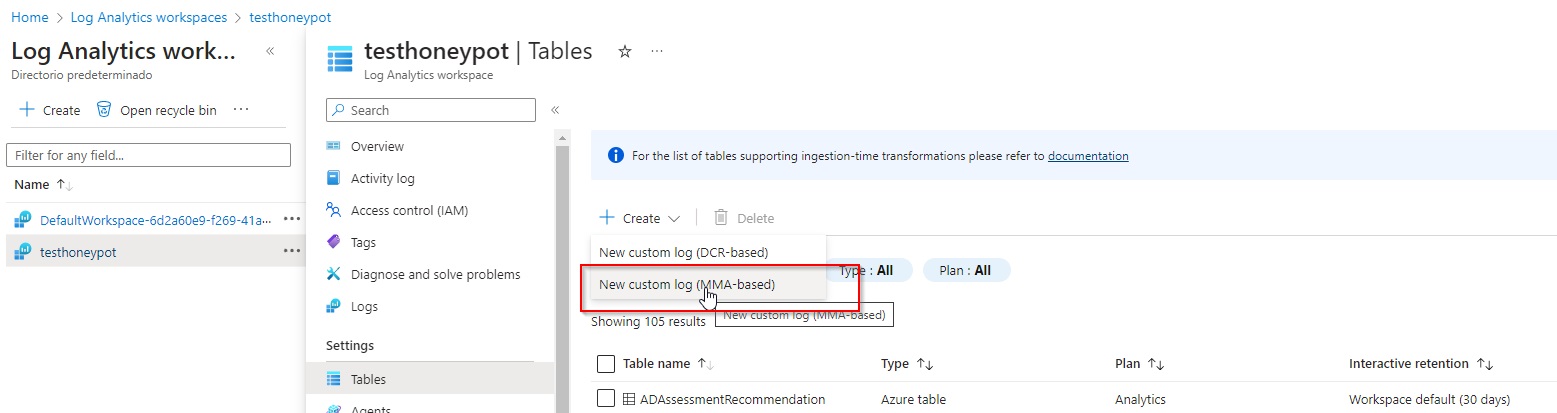 Home > Log Analytics workspaces > testhoneypot
Log Analytics work... «
Directorio predeterminado
+ Create Open recycle bin ...
Filter for any field...
Name ↑↓
DefaultWorkspace-6d2a60e9-f269-41a... ...
testhoneypot ...
testhoneypot | Tables ☆ ...
Log Analytics workspace
Search «
Overview
Activity log
Access control (IAM)
Tags
Diagnose and solve problems
Logs
Settings
Tables
Agents
For the list of tables supporting ingestion-time transformations please refer to documentation
+ Create Delete
New custom log (DCR-based)
New custom log (MMA-based)
Type : All Plan : All
New custom log (MMA-based)
Showing 105 results
Table name ↑↓ Type ↑↓ Plan ↑↓ Interactive retention ↑↓
ADAssessmentRecommendation Azure table Analytics Workspace default (30 days)